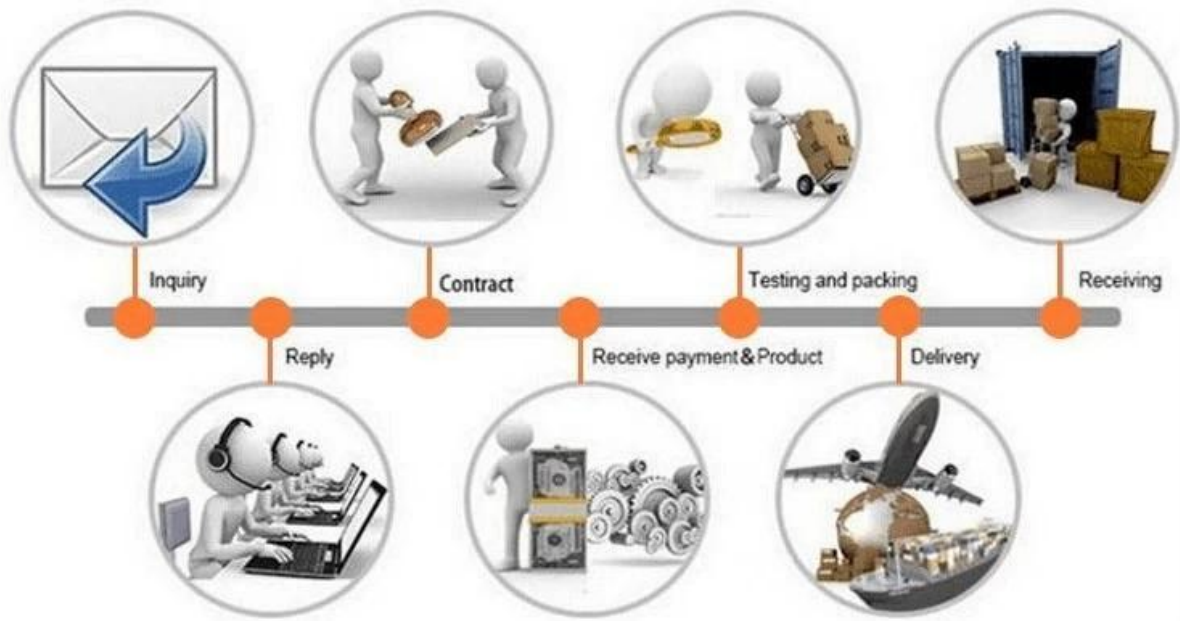 Inquiry
Reply
Contract
Receive payment & Product
Testing and packing
Delivery
Receiving